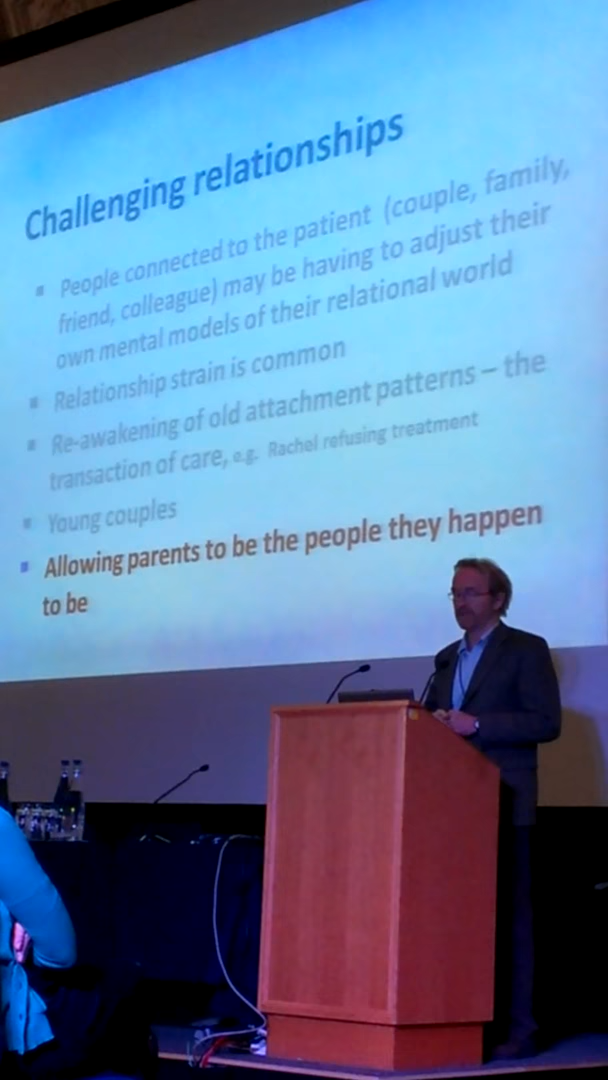 Challenging relationships
▪ People connected to the patient (couple, family,
friend, colleague) may be having to adjust their
own mental models of their relational world
▪ Relationship strain is common
▪ Re-awakening of old attachment patterns – the
transaction of care, e.g. Rachel refusing treatment
▪ Young couples
▪ Allowing parents to be the people they happen
to be